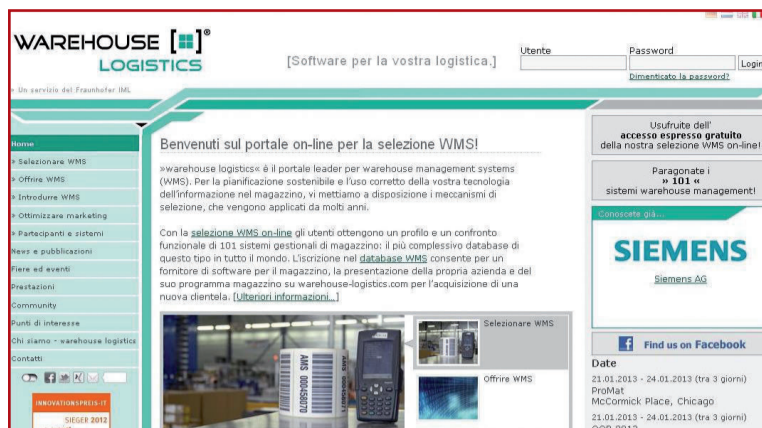 WAREHOUSE [ ]®
LOGISTICS
[Software per la vostra logistica.]
Utente
Password
Login
Dimenticato la password?
» Un servizio del Fraunhofer IML
Home
» Selezionare WMS
» Offrire WMS
» Introdurre WMS
» Ottimizzare marketing
» Partecipanti e sistemi
News e pubblicazioni
Fiere ed eventi
Prestazioni
Community
Punti di interesse
Chi siamo - warehouse logistics
Contatti
INNOVATIONSPREIS-IT
SIEGER 2012
Benvenuti sul portale on-line per la selezione WMS!
»warehouse logistics« è il portale leader per warehouse management systems
(WMS). Per la pianificazione sostenibile e l'uso corretto della vostra tecnologia
dell'informazione nel magazzino, vi mettiamo a disposizione i meccanismi di
selezione, che vengono applicati da molti anni.
Con la selezione WMS on-line gli utenti ottengono un profilo e un confronto
funzionale di 101 sistemi gestionali di magazzino: il più complessivo database di
questo tipo in tutto il mondo. L'iscrizione nel database WMS consente per un
fornitore di software per il magazzino, la presentazione della propria azienda e del
suo programma magazzino su warehouse-logistics.com per l'acquisizione di una
nuova clientela. [Ulteriori informazioni...]
AMS 000458070
AMS
Selezionare WMS
Offrire WMS
Usufruite dell'
accesso espresso gratuito
della nostra selezione WMS on-line!
Paragonate i
» 101 «
sistemi warehouse management!
Conoscete già...
SIEMENS
Siemens AG
Find us on Facebook
Date
21.01.2013 - 24.01.2013 (tra 3 giorni)
ProMat
McCormick Place, Chicago
21.01.2013 - 24.01.2013 (tra 3 giorni)